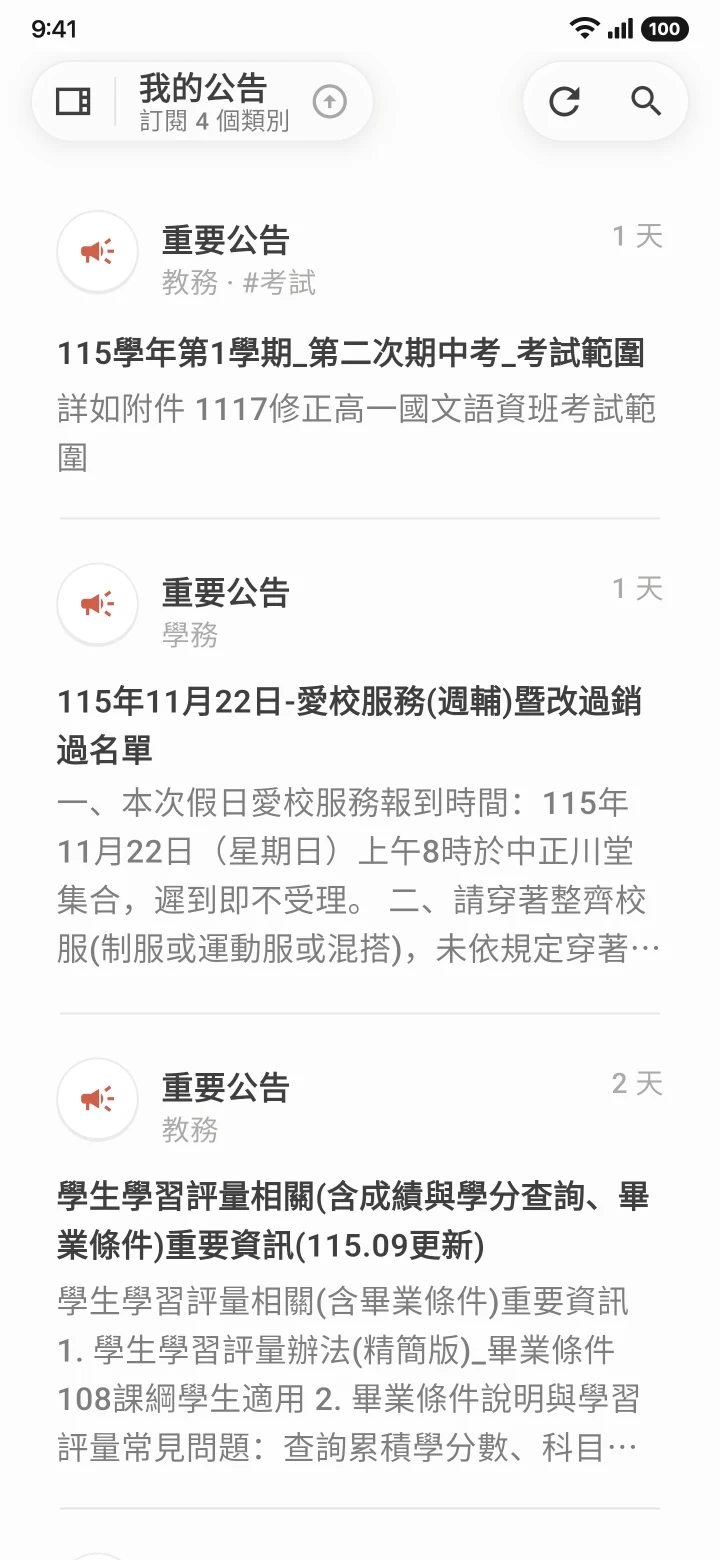 9:41
100
我的公告
訂閱 4 個類別
重要公告
1 天
教務 · #考試
115學年第1學期_第二次期中考_考試範圍
詳如附件 1117修正高一國文語資班考試範
圍
重要公告
1 天
學務
115年11月22日-愛校服務(週輔)暨改過銷
過名單
一、本次假日愛校服務報到時間：115年
11月22日（星期日）上午8時於中正川堂
集合，遲到即不受理。 二、請穿著整齊校
服(制服或運動服或混搭)，未依規定穿著…
重要公告
2 天
教務
學生學習評量相關(含成績與學分查詢、畢
業條件)重要資訊(115.09更新)
學生學習評量相關(含畢業條件)重要資訊
1. 學生學習評量辦法(精簡版)_畢業條件
108課綱學生適用 2. 畢業條件說明與學習
評量常見問題：查詢累積學分數、科目…